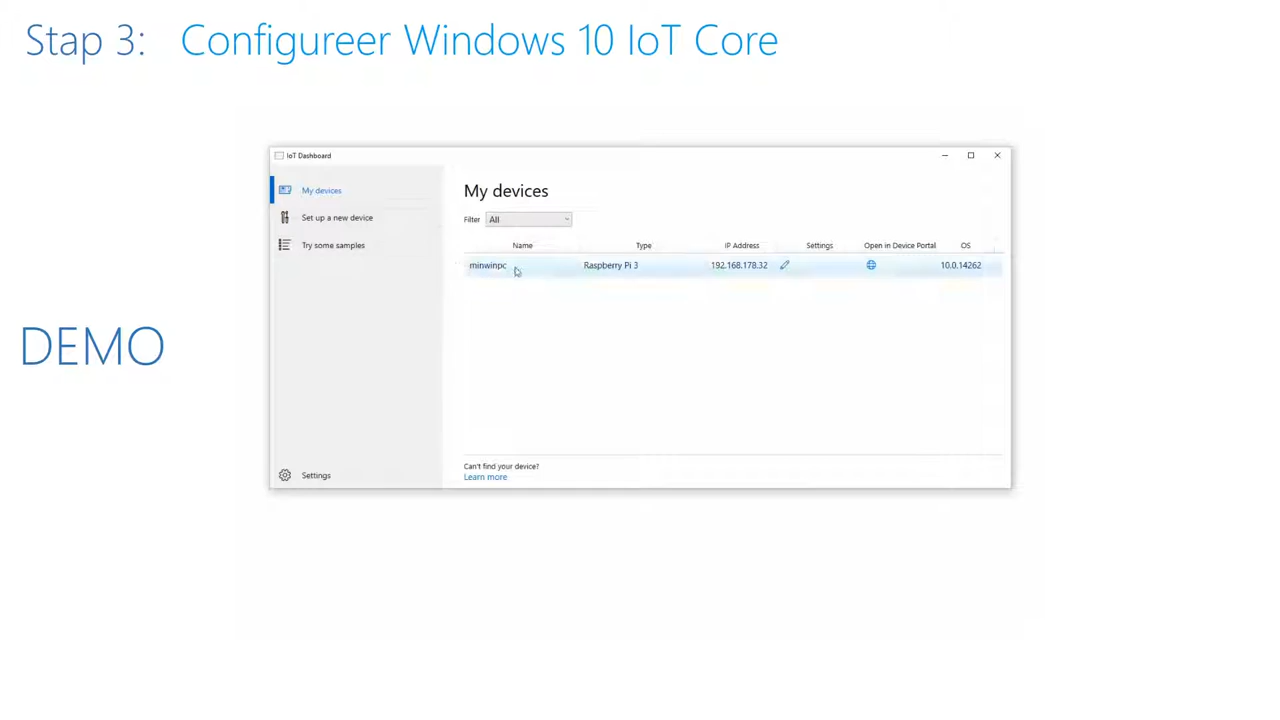 Stap 3: Configureer Windows 10 IoT Core
IoT Dashboard
My devices
Set up a new device
Try some samples
Settings
My devices
Filter All
Name Type IP Address Settings Open in Device Portal OS
minwinpc Raspberry Pi 3 192.168.178.32 10.0.14262
Can't find your device?
Learn more
DEMO